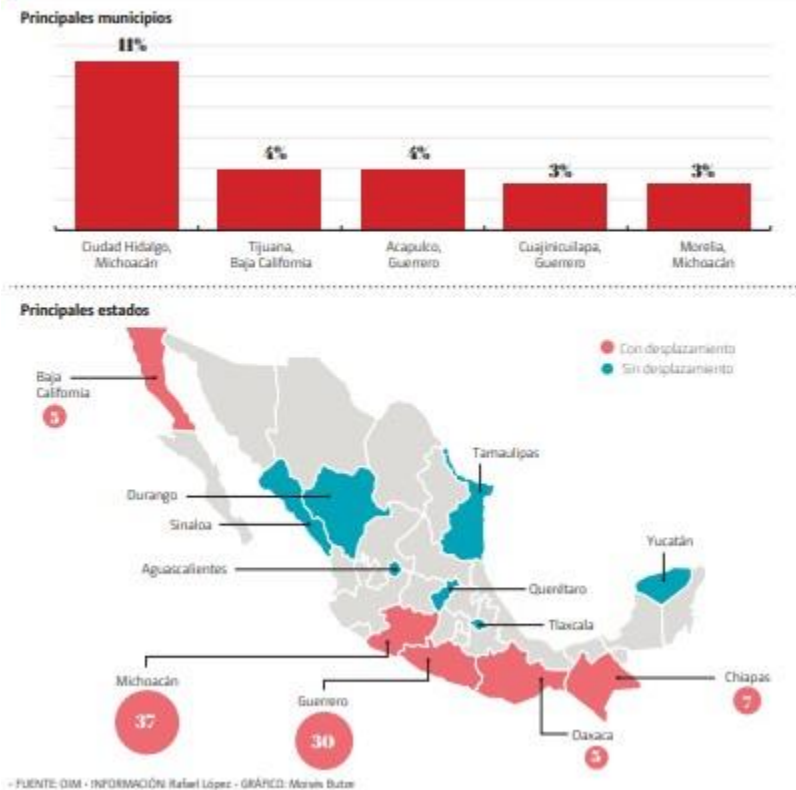 Principales municipios
11%
4%
4%
3%
3%
Ciudad Hidalgo,
Michoacán
Tijuana,
Baja California
Acapulco,
Guerrero
Cuajinicuilapa,
Guerrero
Morelia,
Michoacán
Principales estados
Con desplazamiento
Sin desplazamiento
Baja
California
5
Tamaulipas
Durango
Sinaloa
Aguascalientes
Yucatán
Querétaro
Tlaxcala
Michoacán
37
Guerrero
30
Chiapas
7
Oaxaca
5
- FUENTE: OIM - INFORMACIÓN: Rafael López - GRÁFICO: Moisés Butze